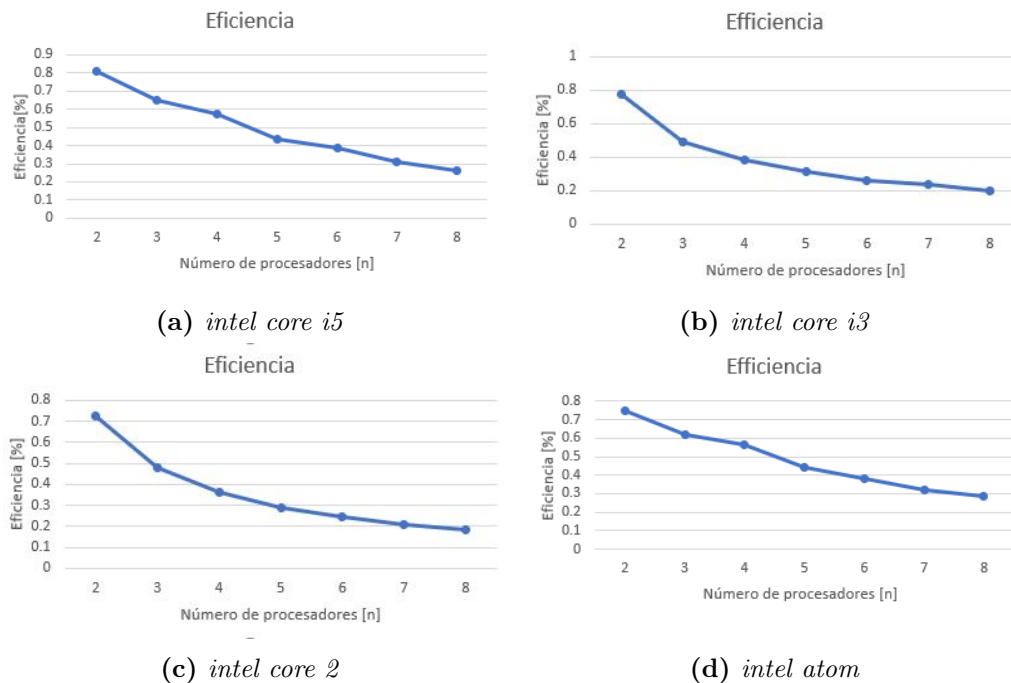 Eficiencia
Eficiencia[%]
0.9
0.8
0.7
0.6
0.5
0.4
0.3
0.2
0.1
0
2 3 4 5 6 7 8
Número de procesadores [n]
(a) intel core i5
Efficiencia
Eficiencia [%]
1
0.8
0.6
0.4
0.2
0
2 3 4 5 6 7 8
Número de procesadores [n]
(b) intel core i3
Eficiencia
Eficiencia [%]
0.8
0.7
0.6
0.5
0.4
0.3
0.2
0.1
0
2 3 4 5 6 7 8
Número de procesadores [n]
(c) intel core 2
Efficiencia
Eficiencia [%]
0.8
0.7
0.6
0.5
0.4
0.3
0.2
0.1
0
2 3 4 5 6 7 8
Número de procesadores [n]
(d) intel atom